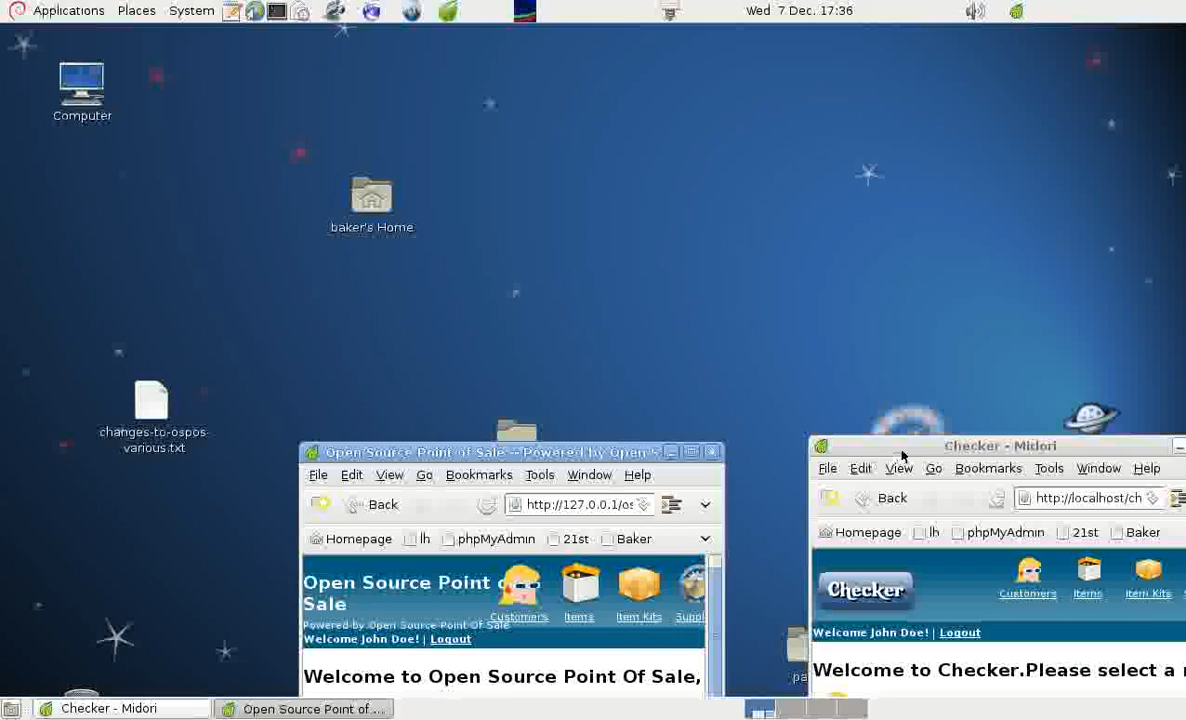 Applications Places System Wed 7 Dec. 17:36
Computer
baker's Home
changes-to-ospos-
various.txt
Open Source Point of Sale -- Powered by Open S
File Edit View Go Bookmarks Tools Window Help
Back http://127.0.0.1/os
Homepage lh phpMyAdmin 21st Baker
Open Source Point o
Sale
Customers Items Item Kits Suppl
Powered by Open Source Point Of Sale
Welcome John Doe! | Logout
Welcome to Open Source Point Of Sale,
pa
Checker - Midori
File Edit View Go Bookmarks Tools Window Help
Back http://localhost/ch
Homepage lh phpMyAdmin 21st Baker
Checker
Customers Items Item Kits
Welcome John Doe! | Logout
Welcome to Checker.Please select a
Checker - Midori Open Source Point of ...